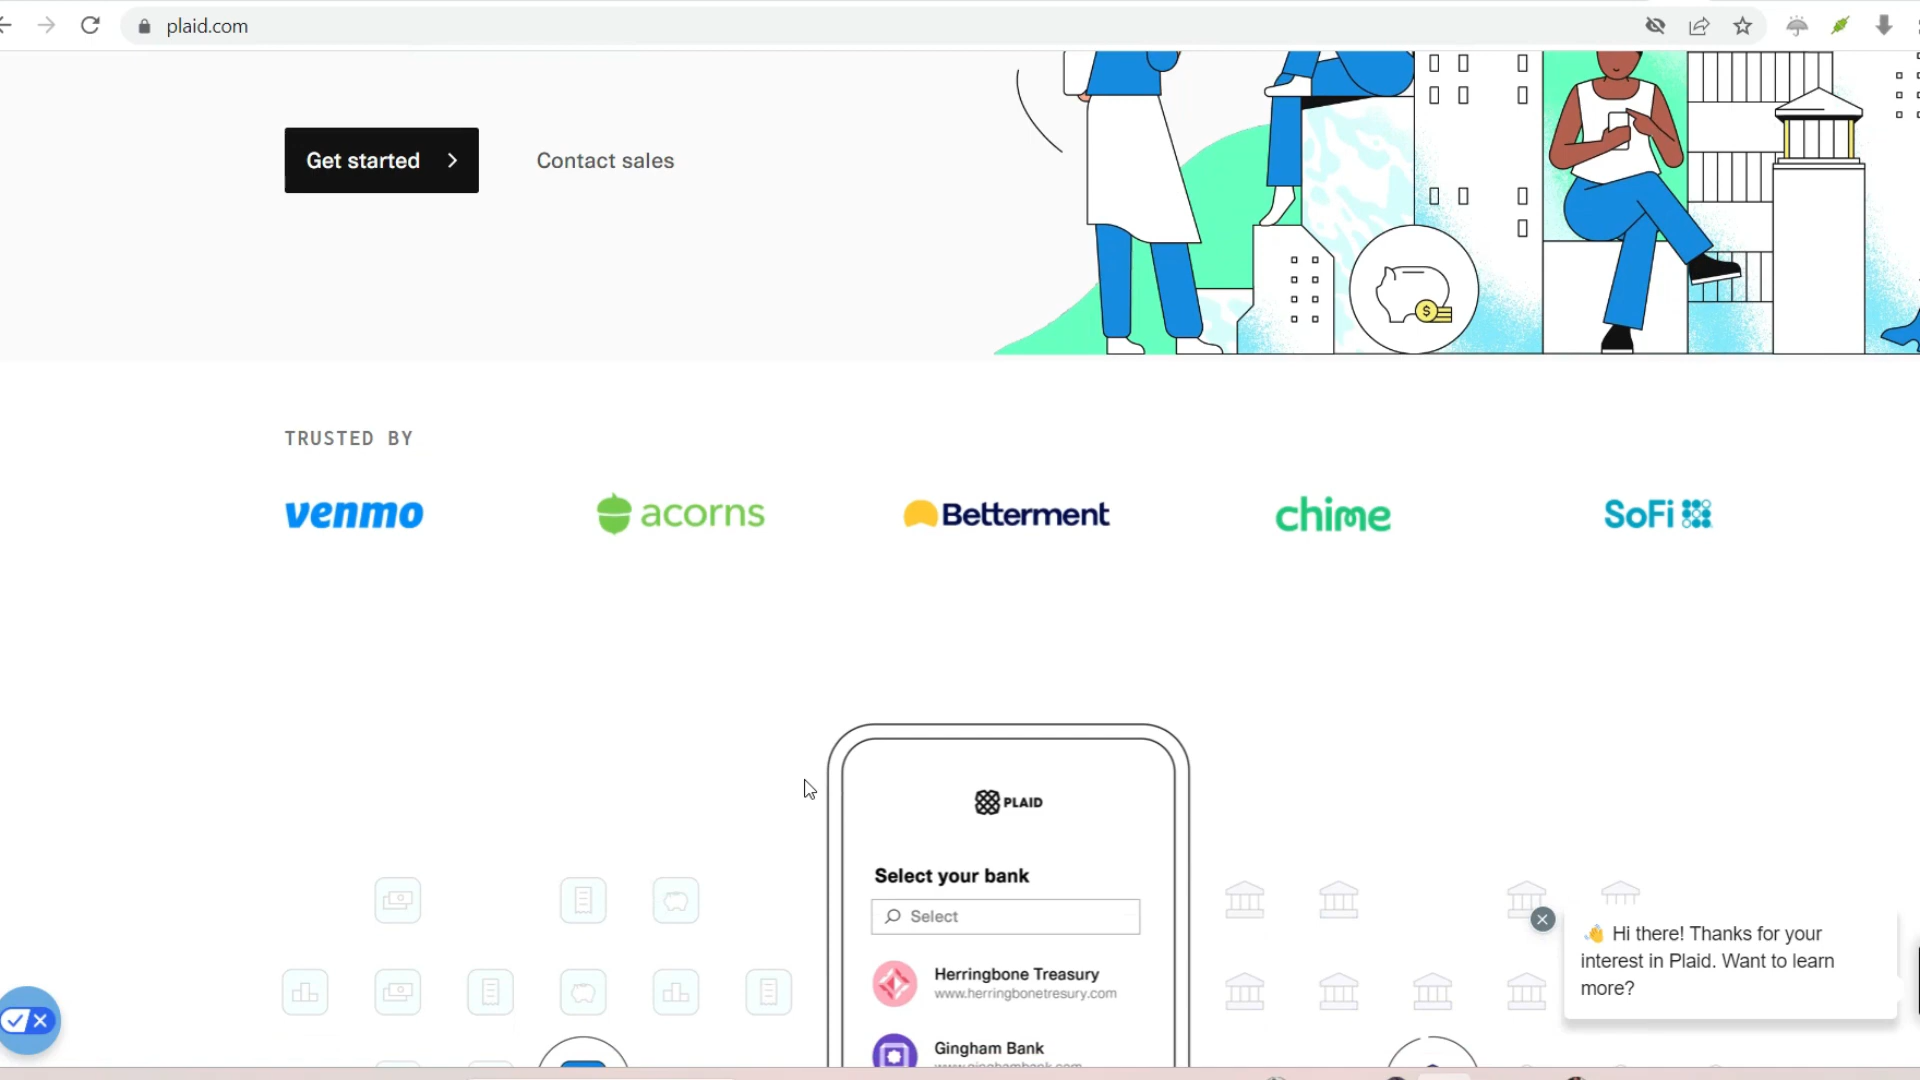 plaid.com
Get started
Contact sales
TRUSTED BY
venmo
acorns
Betterment
chime
SoFi
PLAID
Select your bank
Select
Herringbone Treasury
www.herringbonetresury.com
Gingham Bank
👋 Hi there! Thanks for your
interest in Plaid. Want to learn
more?